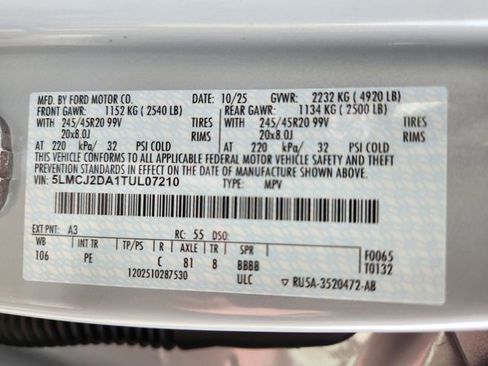 MFD. BY FORD MOTOR CO. DATE: 10/25 GVWR: 2232 KG ( 4920 LB)
FRONT GAWR: 1152 KG ( 2540 LB) REAR GAWR: 1134 KG ( 2500 LB)
WITH 245/45R20 99V TIRES WITH 245/45R20 99V TIRES
20x8.0J RIMS 20x8.0J RIMS
AT 220 kPa/ 32 PSI COLD AT 220 kPa/ 32 PSI COLD
THIS VEHICLE CONFORMS TO ALL APPLICABLE FEDERAL MOTOR VEHICLE SAFETY AND
THEFT PREVENTION STANDARDS IN EFFECT ON THE DATE OF MANUFACTURE SHOWN ABOVE.
VIN: 5LMCJ2DA1TUL07210 TYPE: MPV
EXT PNT: A3 RC: 55 DSO:
WB INT TR TP/PS R AXLE TR SPR F0065
106 PE C 81 8 BBBB T0132
1202510287530 ULC RU5A-3520472-AB